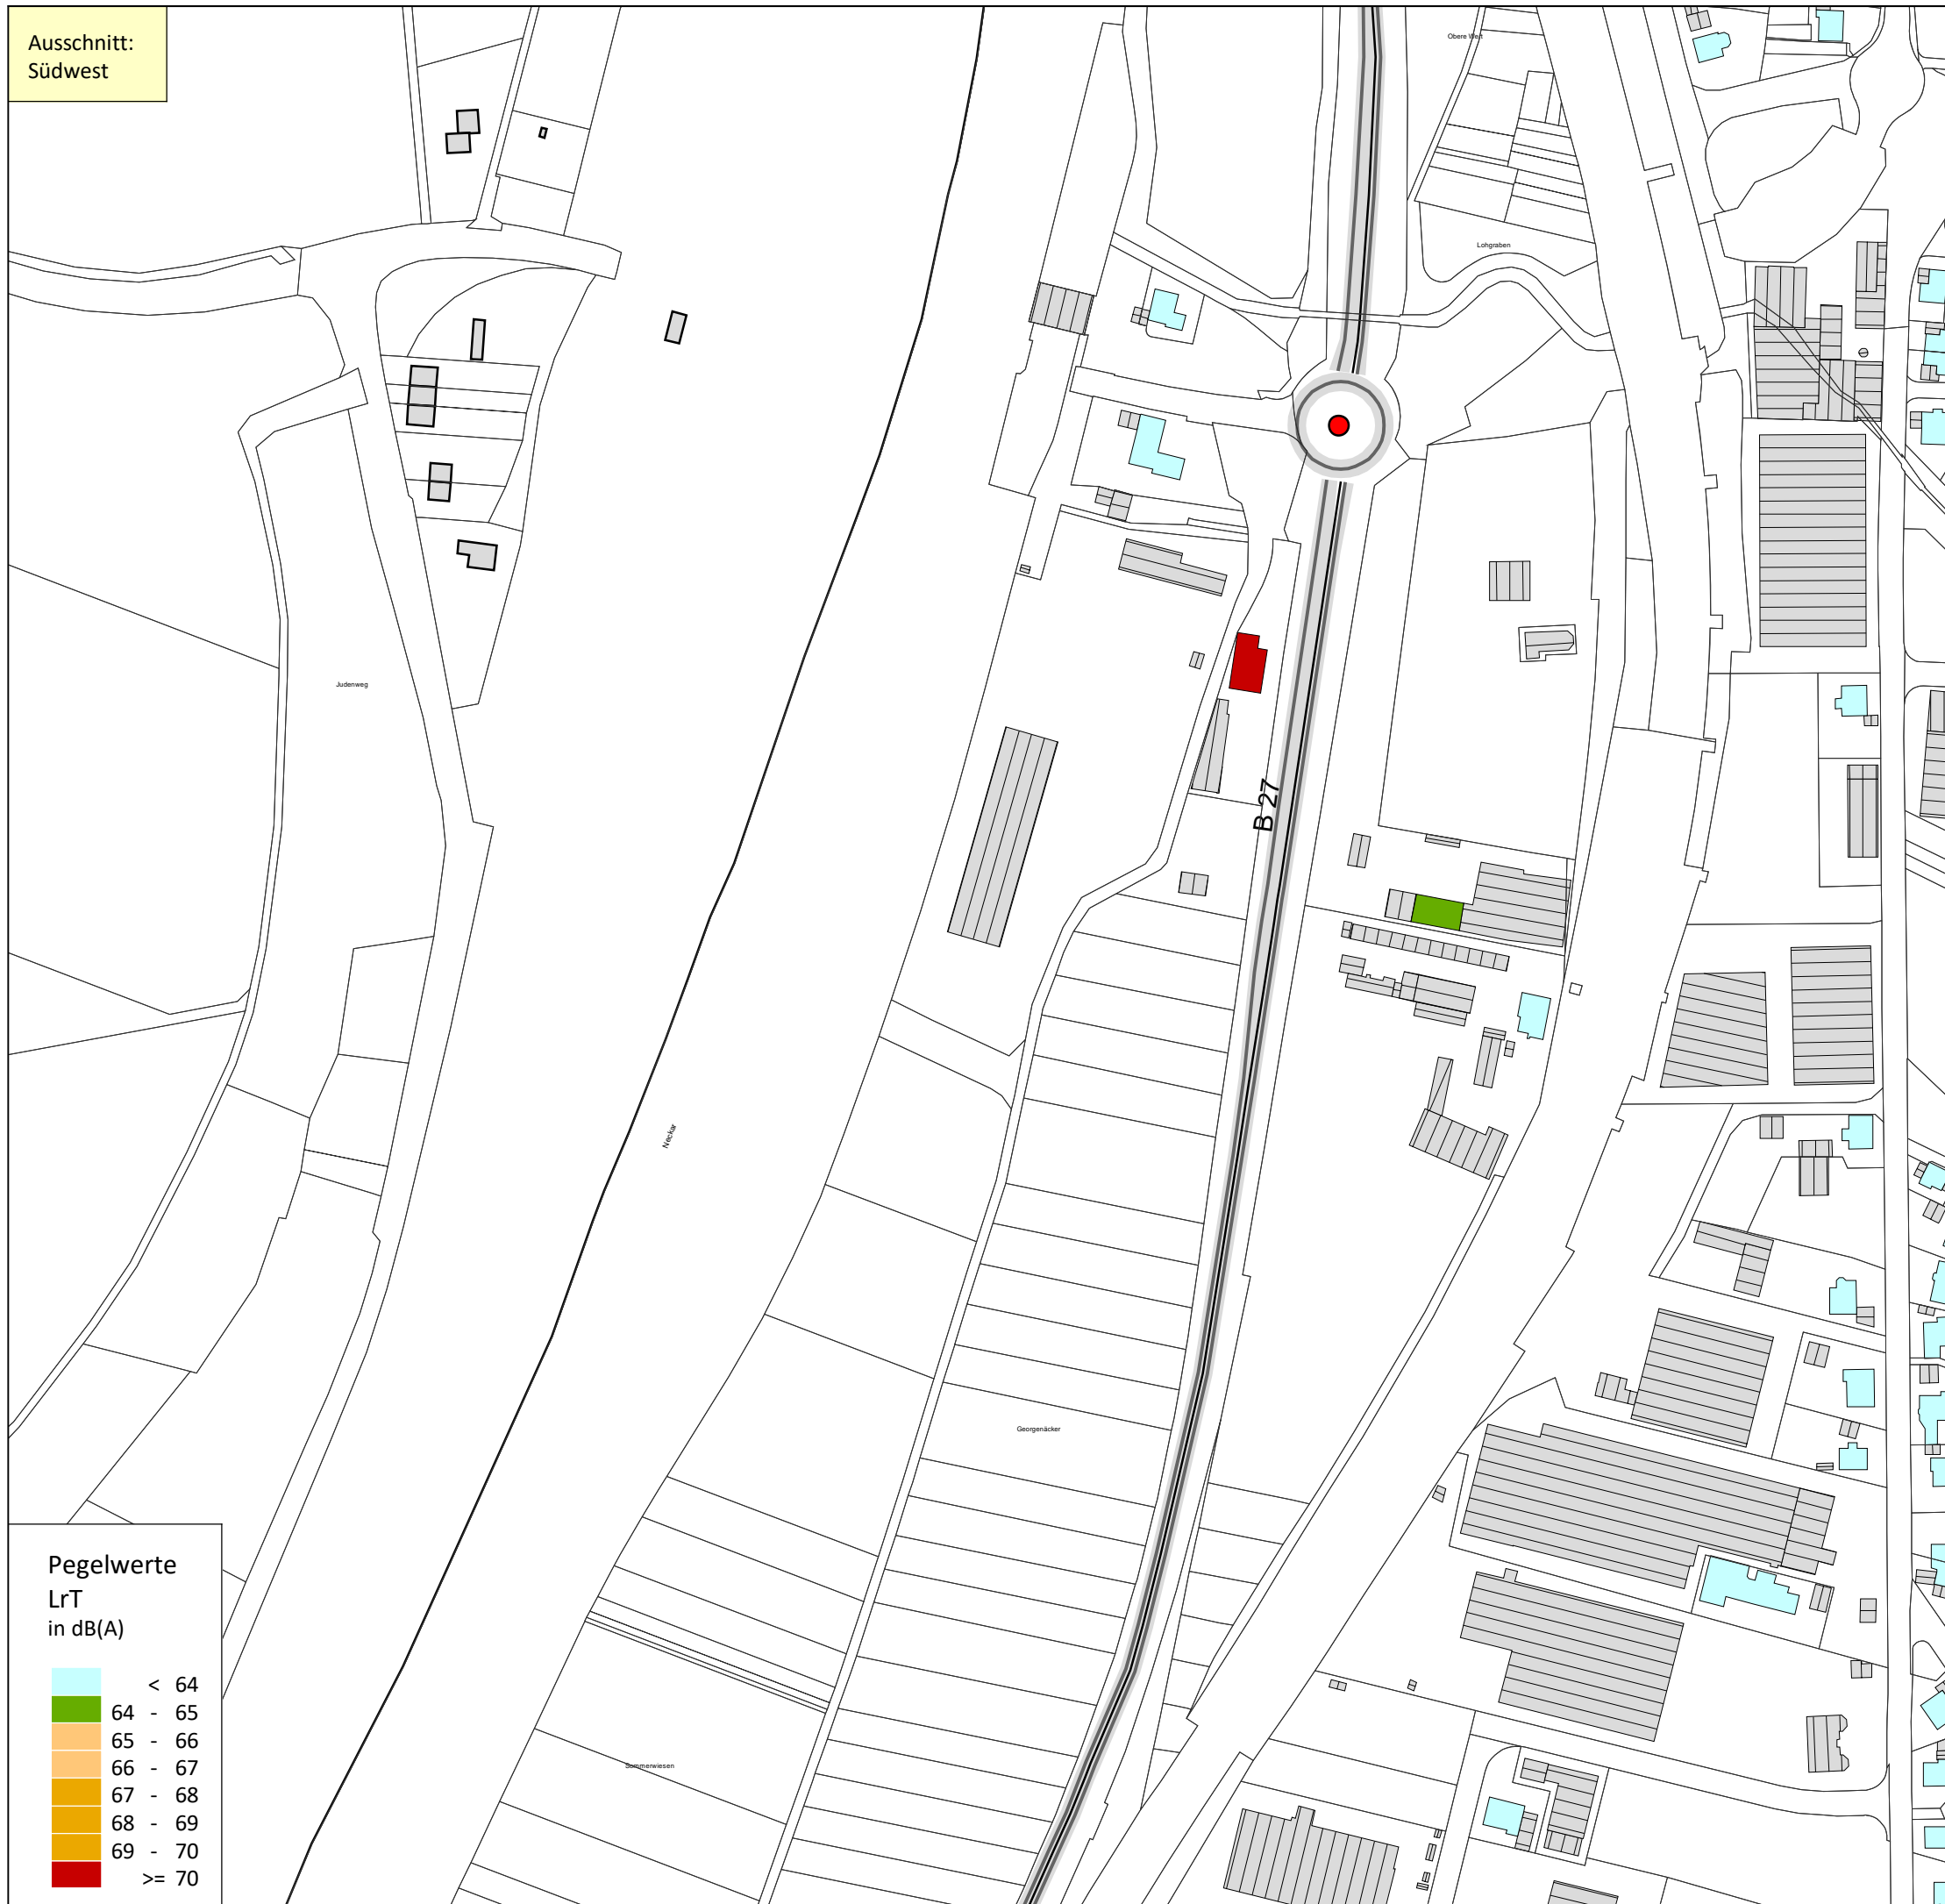 Ausschnitt:
Südwest
Obere Wert
Lohgraben
Judenweg
B 27
Neckar
Georgenäcker
Sommerwiesen
Pegelwerte
LrT
in dB(A)
< 64
64 - 65
65 - 66
66 - 67
67 - 68
68 - 69
69 - 70
>= 70